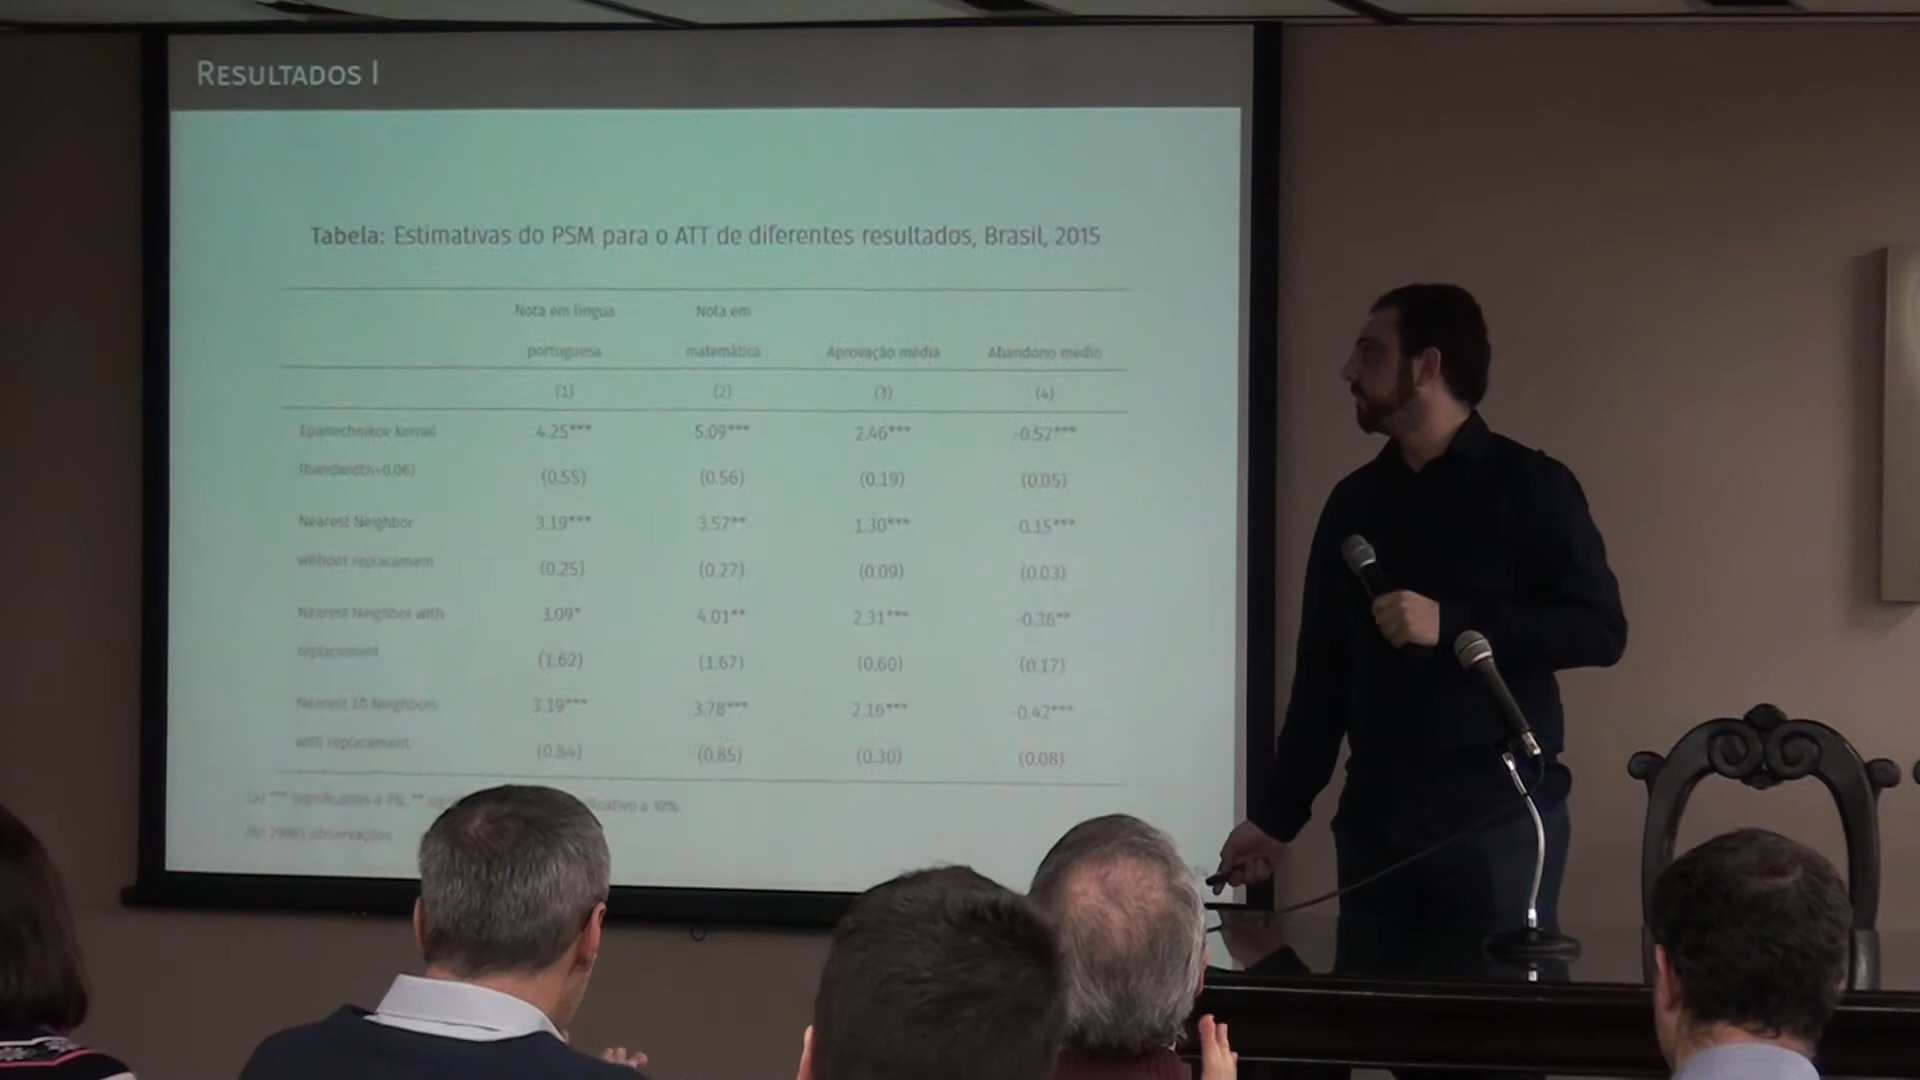 RESULTADOS I
Tabela: Estimativas do PSM para o ATT de diferentes resultados, Brasil, 2015
Nota em língua Nota em
portuguesa matemática Aprovação média Abandono médio
(1) (2) (3) (4)
Epanechnikov Kernel 4.25*** 5.09*** 2.46*** -0.52***
(bandwidth=0.06) (0.55) (0.56) (0.19) (0.05)
Nearest Neighbor 3.19*** 3.57** 1.30*** -0.15***
without replacement (0.25) (0.27) (0.09) (0.03)
Nearest Neighbor with 3.09* 4.01** 2.31*** -0.36**
replacement (1.62) (1.67) (0.60) (0.17)
Nearest 10 Neighbors 3.19*** 3.78*** 2.16*** -0.42***
with replacement (0.84) (0.85) (0.30) (0.08)
(a) *** significativo a 1%, ** a 10%.
(b) observações